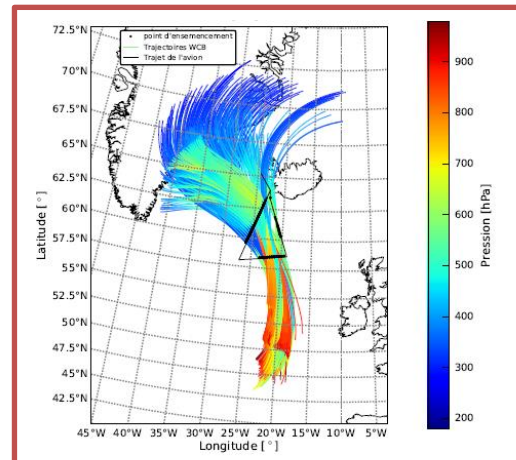 72.5°N
70°N
67.5°N
65°N
62.5°N
60°N
57.5°N
55°N
52.5°N
50°N
47.5°N
45°N
42.5°N
Latitude [°]
point d'ensemencement
Trajectoires WCB
Trajet de l'avion
45°W 40°W 35°W 30°W 25°W 20°W 15°W 10°W 5°W
Longitude [°]
900
800
700
600
500
400
300
200
Pression [hPa]